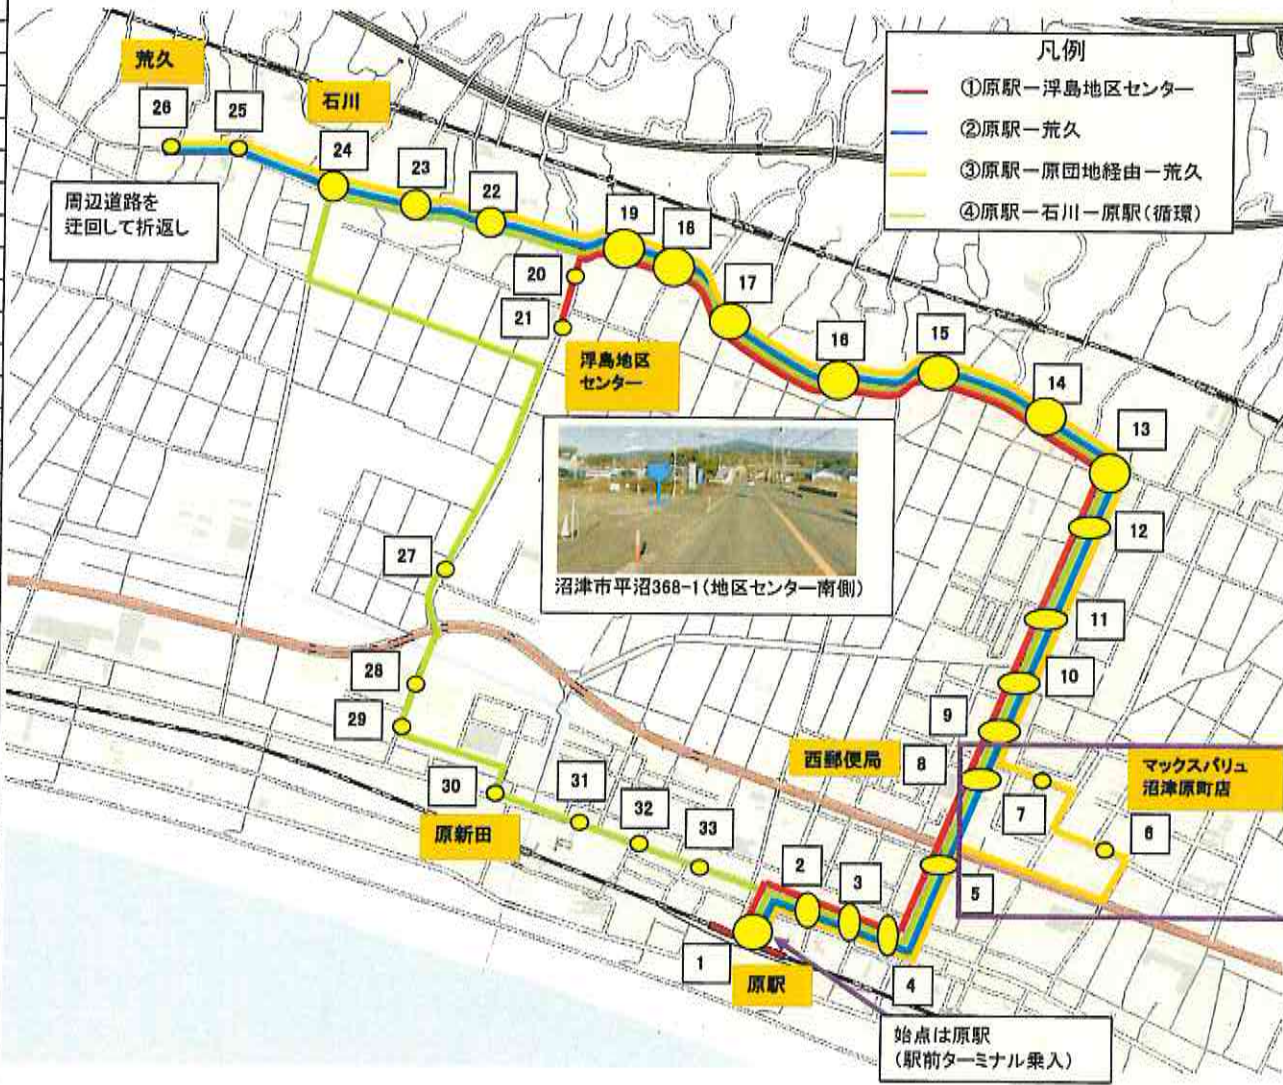 凡例
①原駅ー浮島地区センター
②原駅ー荒久
③原駅ー原団地経由ー荒久
④原駅ー石川ー原駅(循環)
荒久
26
25
石川
24
23
22
19
18
周辺道路を
迂回して折返し
20
21
17
浮島地区
センター
16
15
14
13
12
沼津市平沼368-1(地区センター南側)
27
11
28
10
29
9
西郵便局
8
マックスバリュ
沼津原町店
7
6
30
31
32
33
原新田
2
3
5
1
原駅
4
始点は原駅
(駅前ターミナル乗入)